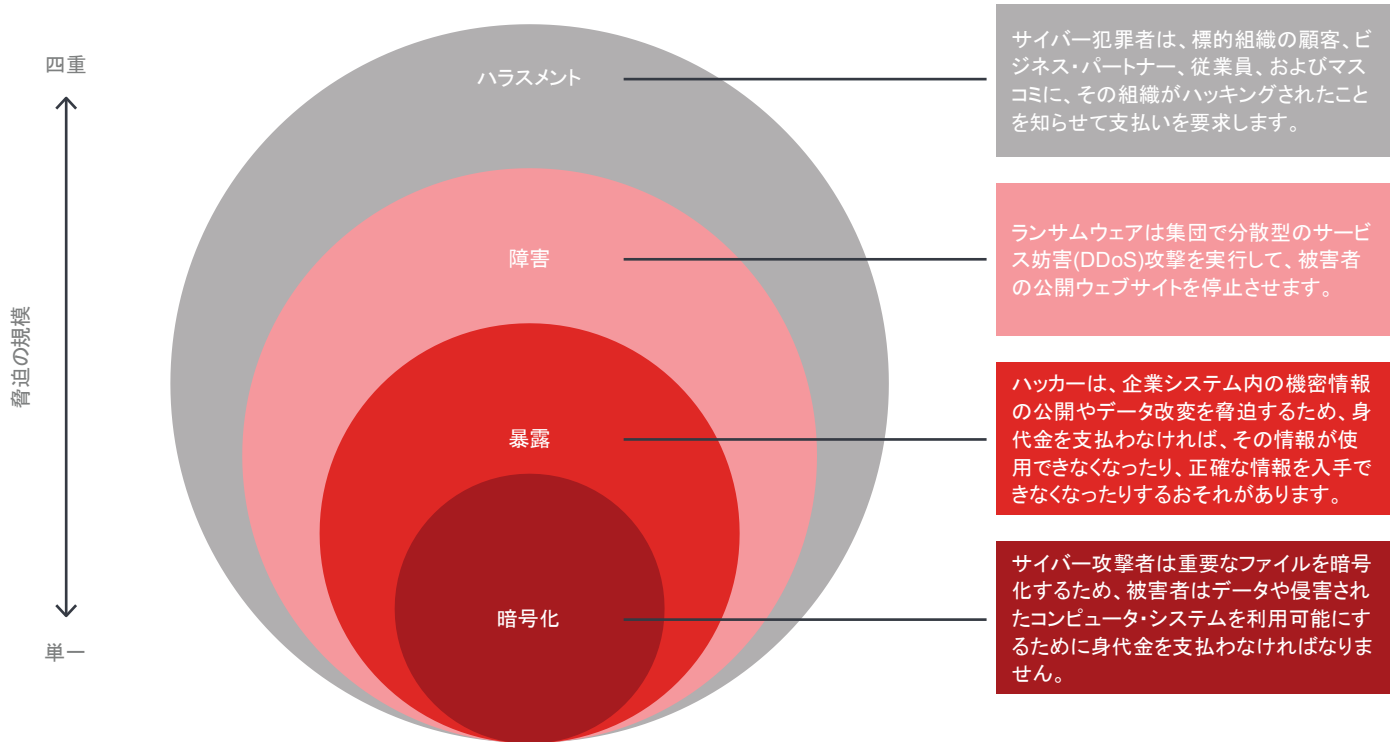 四重
脅迫の規模
単一
ハラスメント
障害
暴露
暗号化
サイバー犯罪者は、標的組織の顧客、ビ
ジネス・パートナー、従業員、およびマス
コミに、その組織がハッキングされたこと
を知らせて支払いを要求します。
ランサムウェアは集団で分散型のサービ
ス妨害(DDoS)攻撃を実行して、被害者
の公開ウェブサイトを停止させます。
ハッカーは、企業システム内の機密情報
の公開やデータ改変を脅迫するため、身
代金を支払わなければ、その情報が使
用できなくなったり、正確な情報を入手で
きなくなったりするおそれがあります。
サイバー攻撃者は重要なファイルを暗号
化するため、被害者はデータや侵害され
たコンピュータ・システムを利用可能にす
るために身代金を支払わなければなりま
せん。